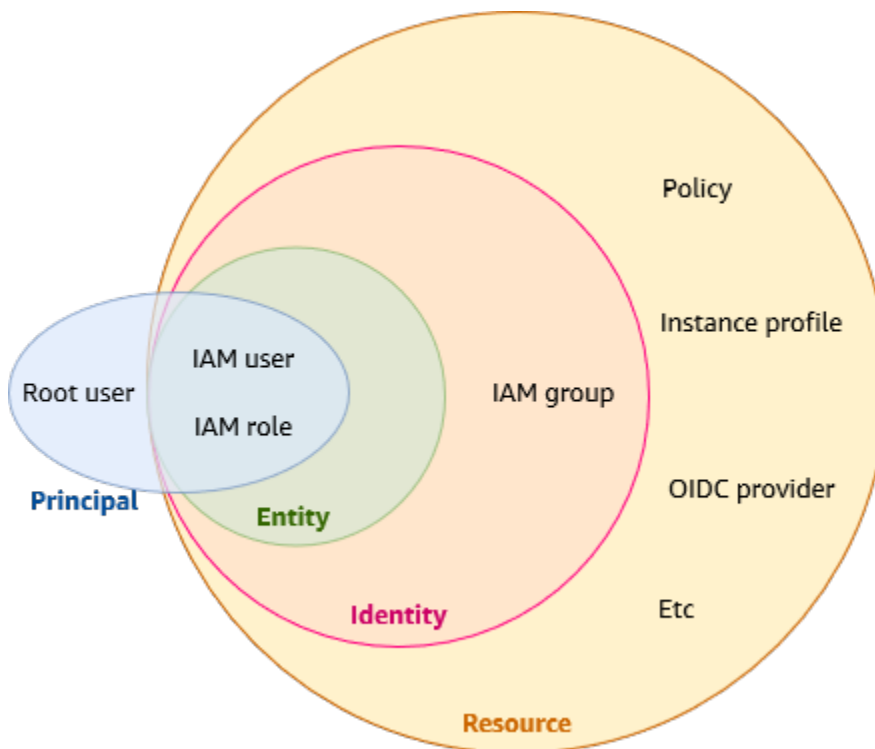 Policy
Instance profile
IAM user
Root user
IAM group
IAM role
OIDC provider
Principal
Entity
Etc
Identity
Resource